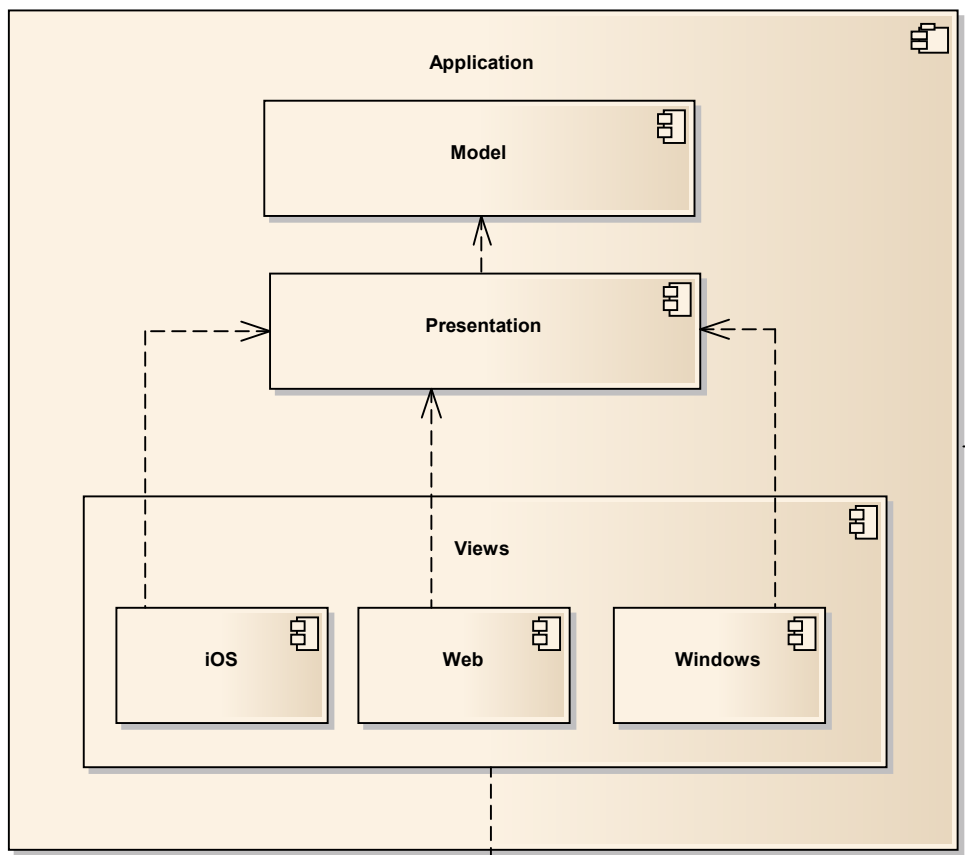 Application
Model
Presentation
Views
iOS
Web
Windows